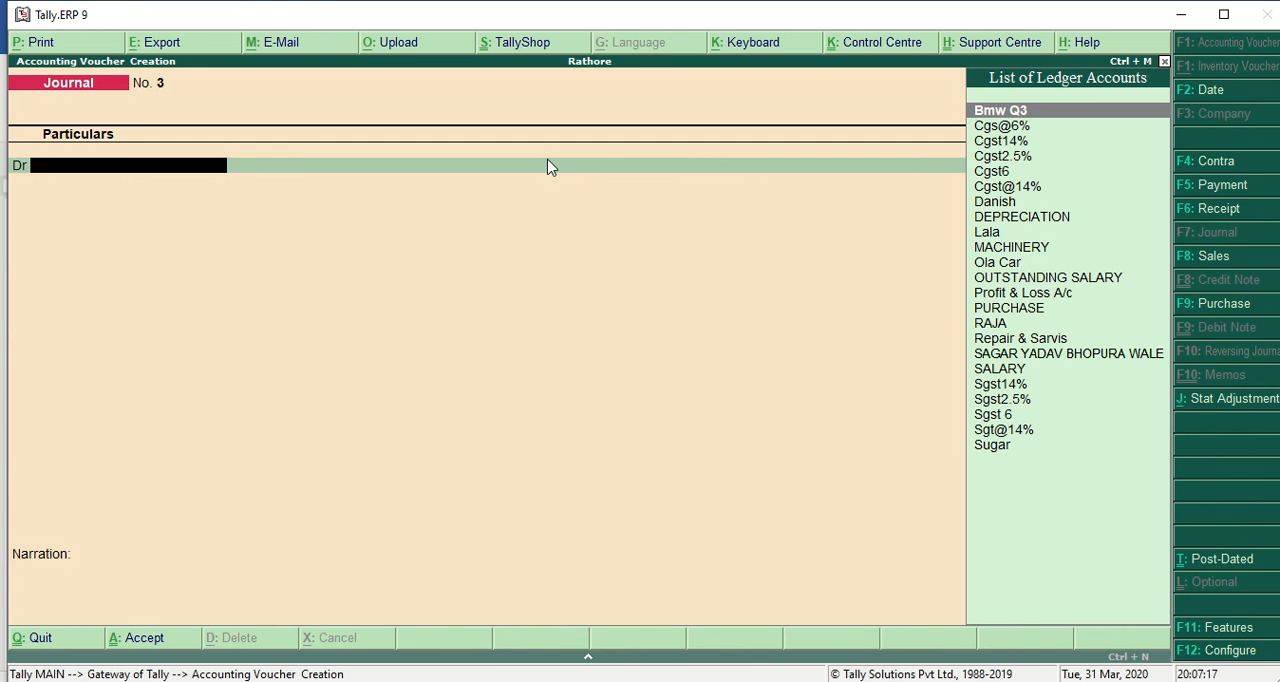 Tally.ERP 9
P: Print E: Export M: E-Mail O: Upload S: TallyShop G: Language K: Keyboard K: Control Centre H: Support Centre H: Help
Accounting Voucher Creation Rathore Ctrl + M
Journal No. 3
Particulars
Dr
List of Ledger Accounts
Bmw Q3
Cgs@6%
Cgst14%
Cgst2.5%
Cgst6
Cgst@14%
Danish
DEPRECIATION
Lala
MACHINERY
Ola Car
OUTSTANDING SALARY
Profit & Loss A/c
PURCHASE
RAJA
Repair & Sarvis
SAGAR YADAV BHOPURA WALE
SALARY
Sgst14%
Sgst2.5%
Sgst 6
Sgt@14%
Sugar
F1: Accounting Voucher
F1: Inventory Voucher
F2: Date
F3: Company
F4: Contra
F5: Payment
F6: Receipt
F7: Journal
F8: Sales
F8: Credit Note
F9: Purchase
F9: Debit Note
F10: Reversing Journa
F10: Memos
J: Stat Adjustment
T: Post-Dated
L: Optional
F11: Features
F12: Configure
Narration:
Q: Quit A: Accept D: Delete X: Cancel
Ctrl + N
Tally MAIN --> Gateway of Tally --> Accounting Voucher Creation © Tally Solutions Pvt Ltd., 1988-2019 Tue, 31 Mar, 2020 20:07:17